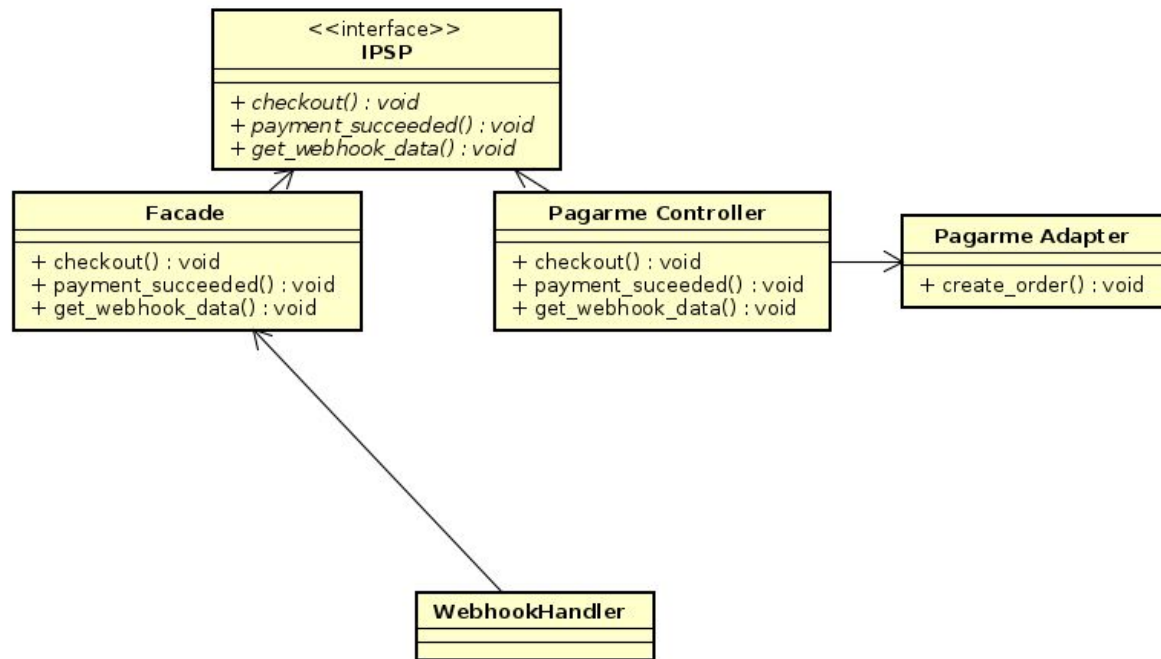 <<interface>>
IPSP
+ checkout() : void
+ payment_succeeded() : void
+ get_webhook_data() : void
Facade
+ checkout() : void
+ payment_succeeded() : void
+ get_webhook_data() : void
Pagarme Controller
+ checkout() : void
+ payment_suceeded() : void
+ get_webhook_data() : void
Pagarme Adapter
+ create_order() : void
WebhookHandler